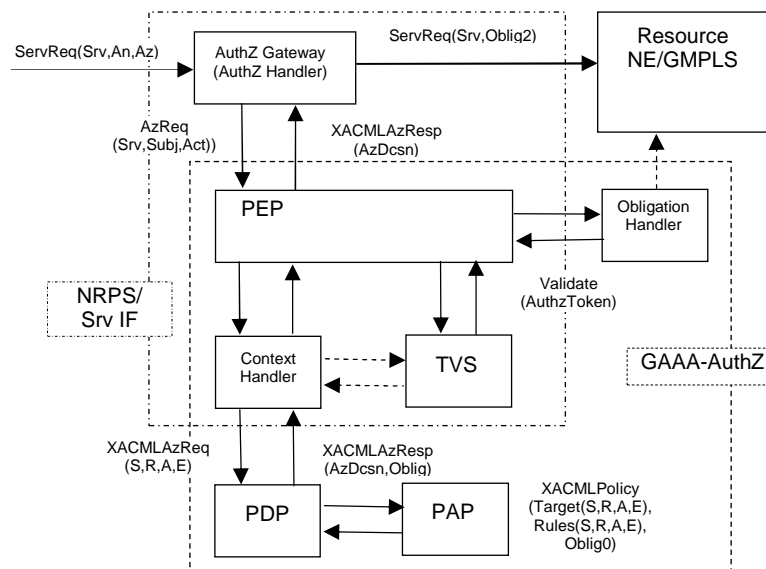 ServReq(Srv,An,Az)
AuthZ Gateway
(AuthZ Handler)
ServReq(Srv,Oblig2)
Resource
NE/GMPLS
AzReq
(Srv,Subj,Act))
XACMLAzResp
(AzDcsn)
PEP
Obligation
Handler
NRPS/
Srv IF
Validate
(AuthzToken)
Context
Handler
TVS
GAAA-AuthZ
XACMLAzReq
(S,R,A,E)
XACMLAzResp
(AzDcsn,Oblig)
PDP
PAP
XACMLPolicy
(Target(S,R,A,E),
Rules(S,R,A,E),
Oblig0)